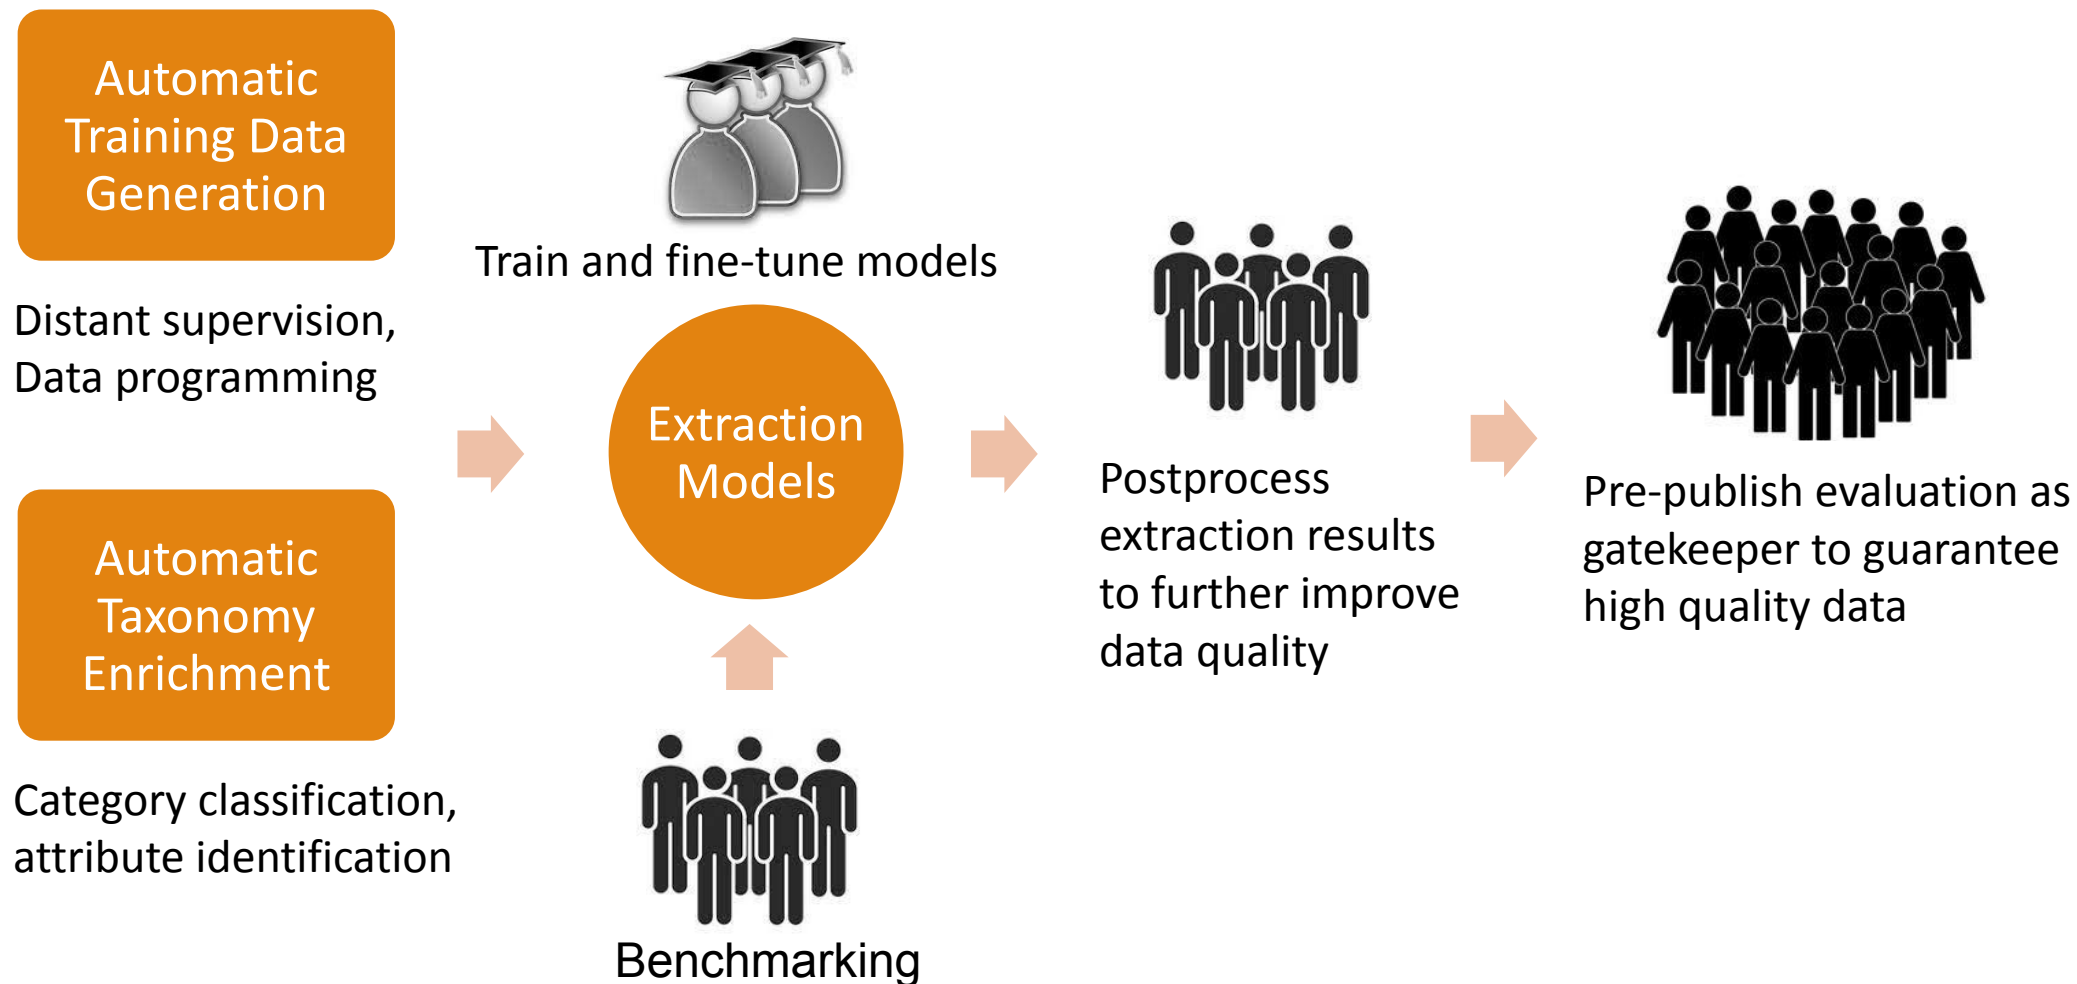 Automatic
Training Data
Generation
Distant supervision,
Data programming
Automatic
Taxonomy
Enrichment
Category classification,
attribute identification
Train and fine-tune models
Extraction
Models
Benchmarking
Postprocess
extraction results
to further improve
data quality
Pre-publish evaluation as
gatekeeper to guarantee
high quality data